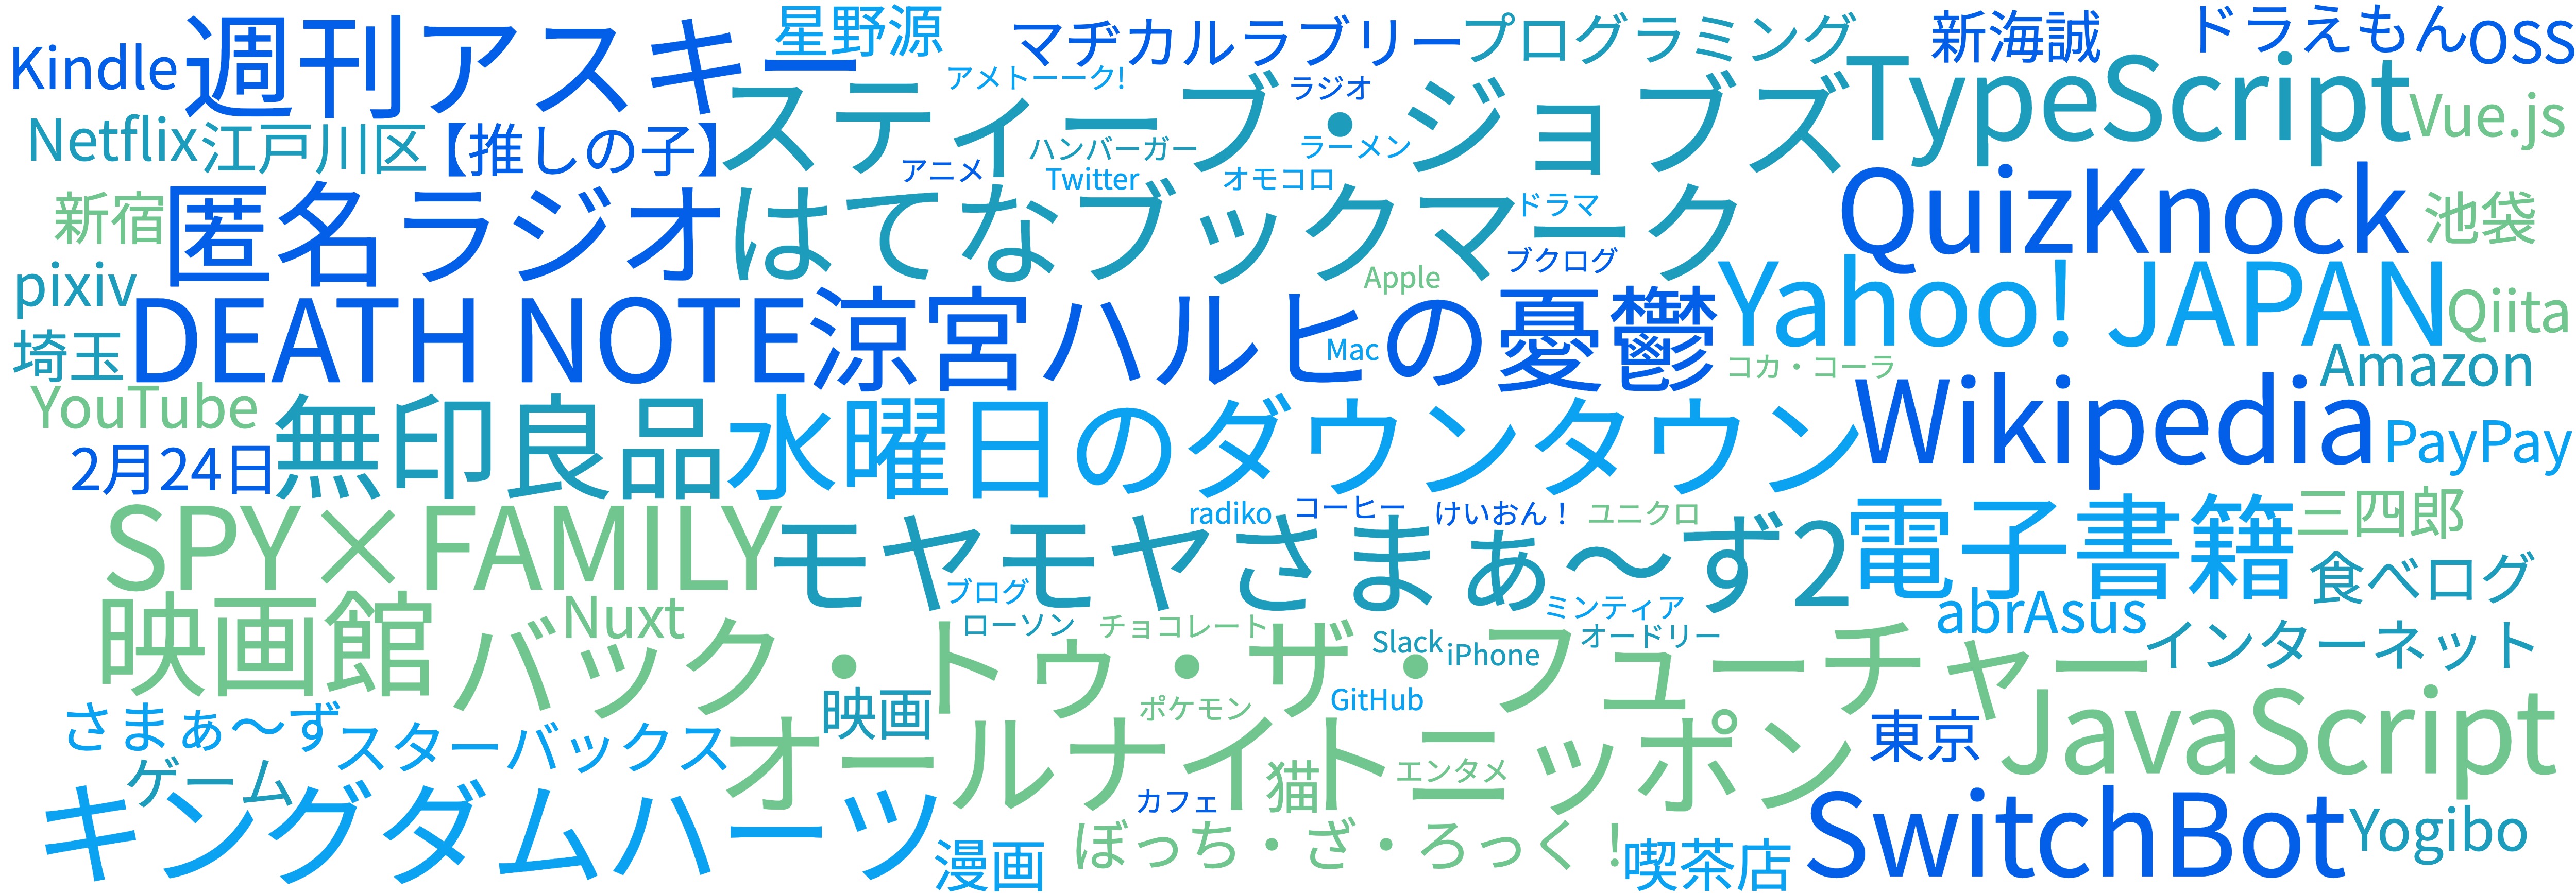 Kindle
週刊アスキー
星野源
マヂカルラブリー
プログラミング
新海誠
ドラえもん
OSS
アメトーーク!
ラジオ
TypeScript
Vue.js
Netflix
江戸川区
【推しの子】
スティーブ・ジョブズ
ハンバーガー
ラーメン
アニメ
Twitter
オモコロ
新宿
匿名ラジオ
はてなブックマーク
ドラマ
QuizKnock
池袋
ブクログ
pixiv
Apple
Yahoo! JAPAN
Qiita
埼玉
DEATH NOTE
涼宮ハルヒの憂鬱
Mac
コカ・コーラ
Amazon
YouTube
無印良品
水曜日のダウンタウン
Wikipedia
PayPay
2月24日
SPY×FAMILY
radiko
コーヒー
けいおん！
ユニクロ
電子書籍
三四郎
モヤモヤさまぁ〜ず2
食べログ
ブログ
ミンティア
abrAsus
映画館
Nuxt
ローソン
チョコレート
Slack
iPhone
オードリー
インターネット
バック・トゥ・ザ・フューチャー
さまぁ〜ず
スターバックス
映画
ポケモン
GitHub
東京
JavaScript
ゲーム
オールナイトニッポン
猫
エンタメ
キングダムハーツ
カフェ
SwitchBot
Yogibo
漫画
ぼっち・ざ・ろっく！
喫茶店